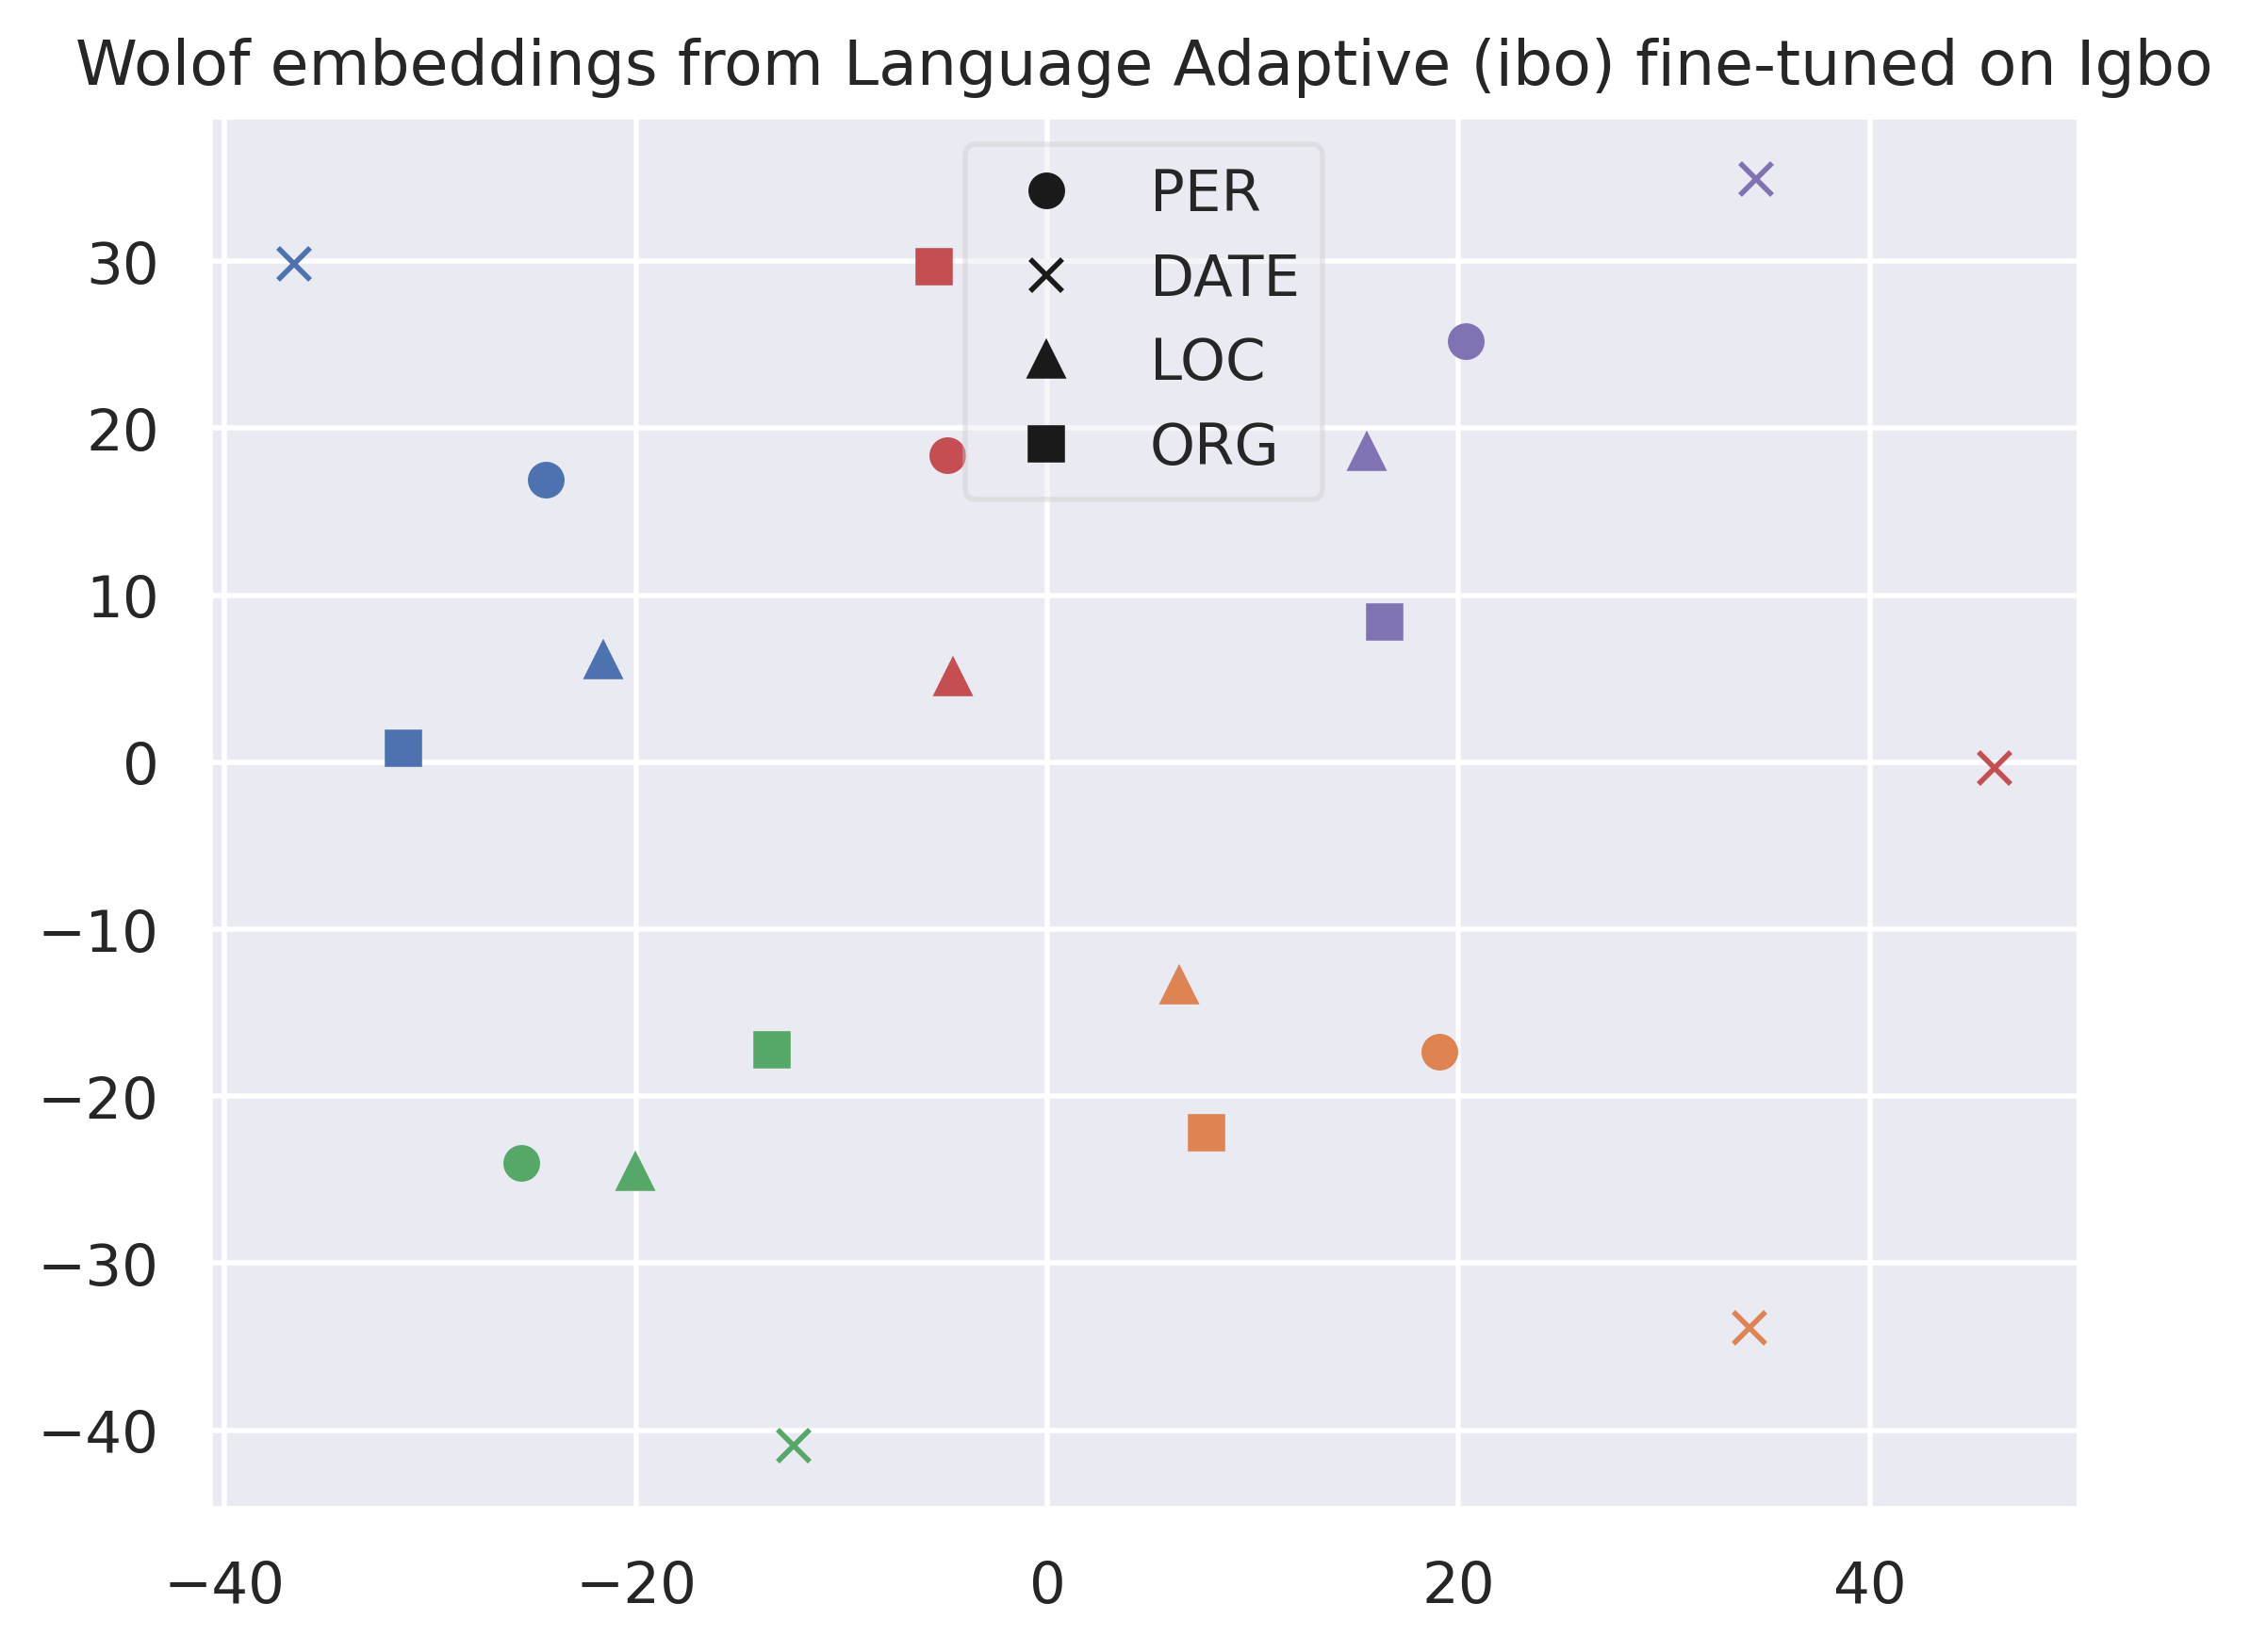 Wolof embeddings from Language Adaptive (ibo) fine-tuned on Igbo
PER
DATE
LOC
ORG
30
20
10
0
−10
−20
−30
−40
−40 −20 0 20 40